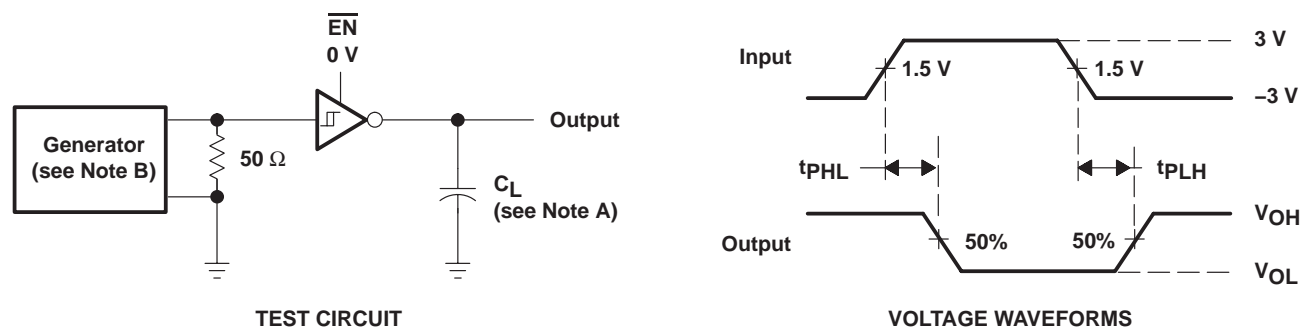 EN
0 V
Generator
(see Note B)
50 Ω
Output
CL
(see Note A)
TEST CIRCUIT
Input
1.5 V
1.5 V
3 V
–3 V
tPHL
tPLH
Output
50%
50%
VOH
VOL
VOLTAGE WAVEFORMS